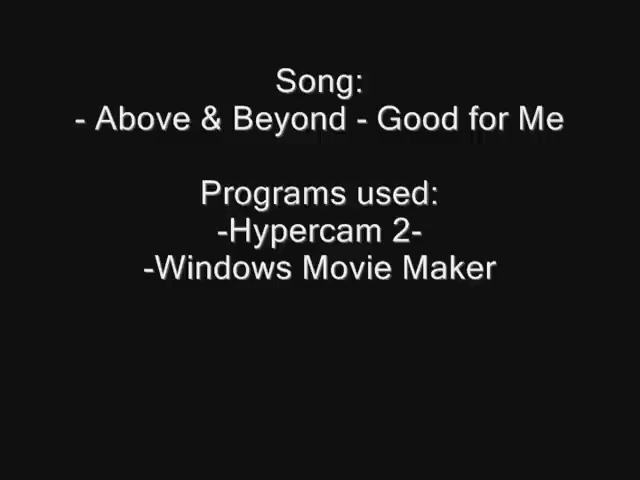 Song:
- Above & Beyond - Good for Me
Programs used:
-Hypercam 2-
-Windows Movie Maker